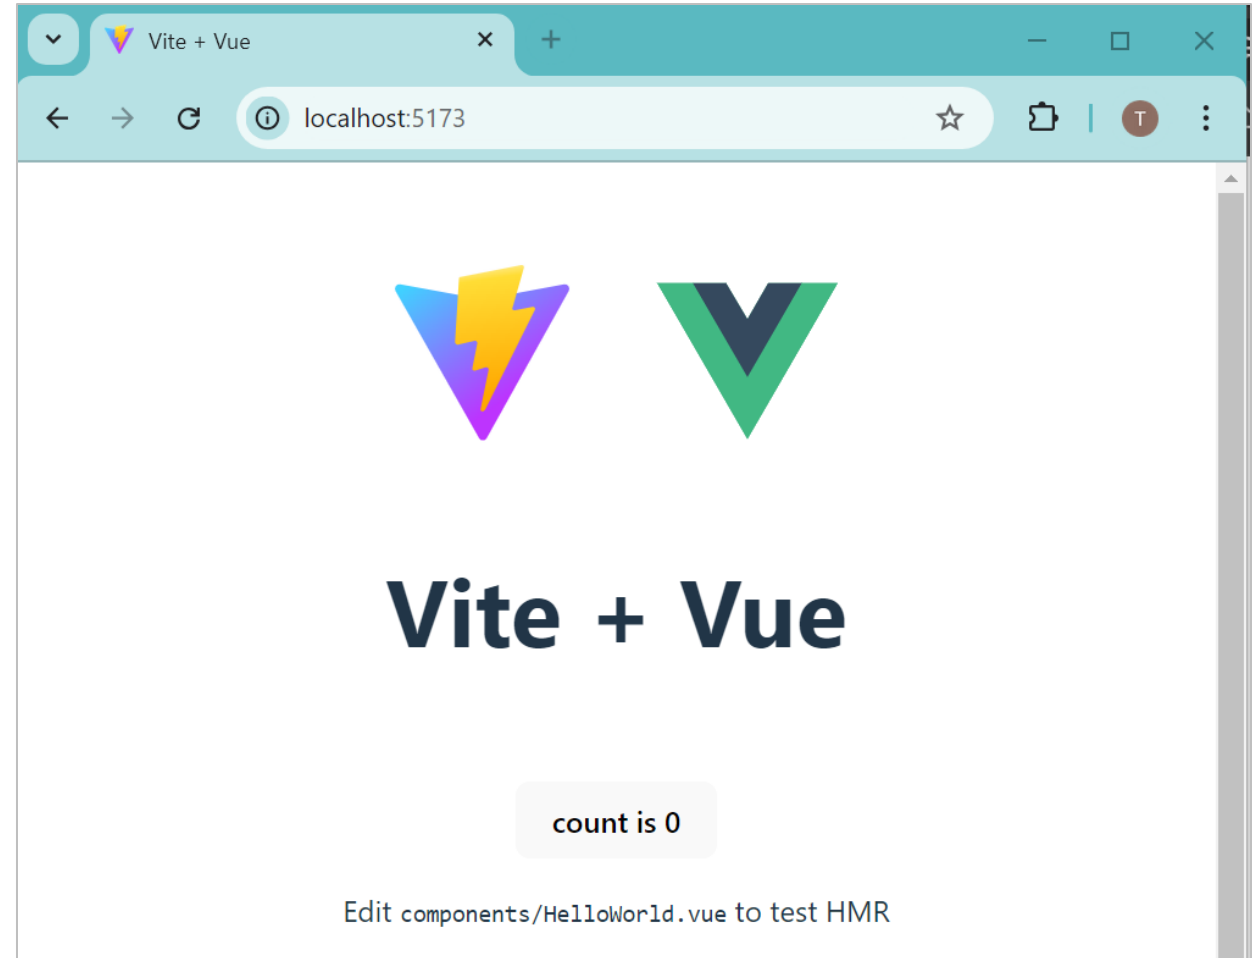 Vite + Vue
localhost:5173
T
Vite + Vue
count is 0
Edit components/HelloWorld.vue to test HMR